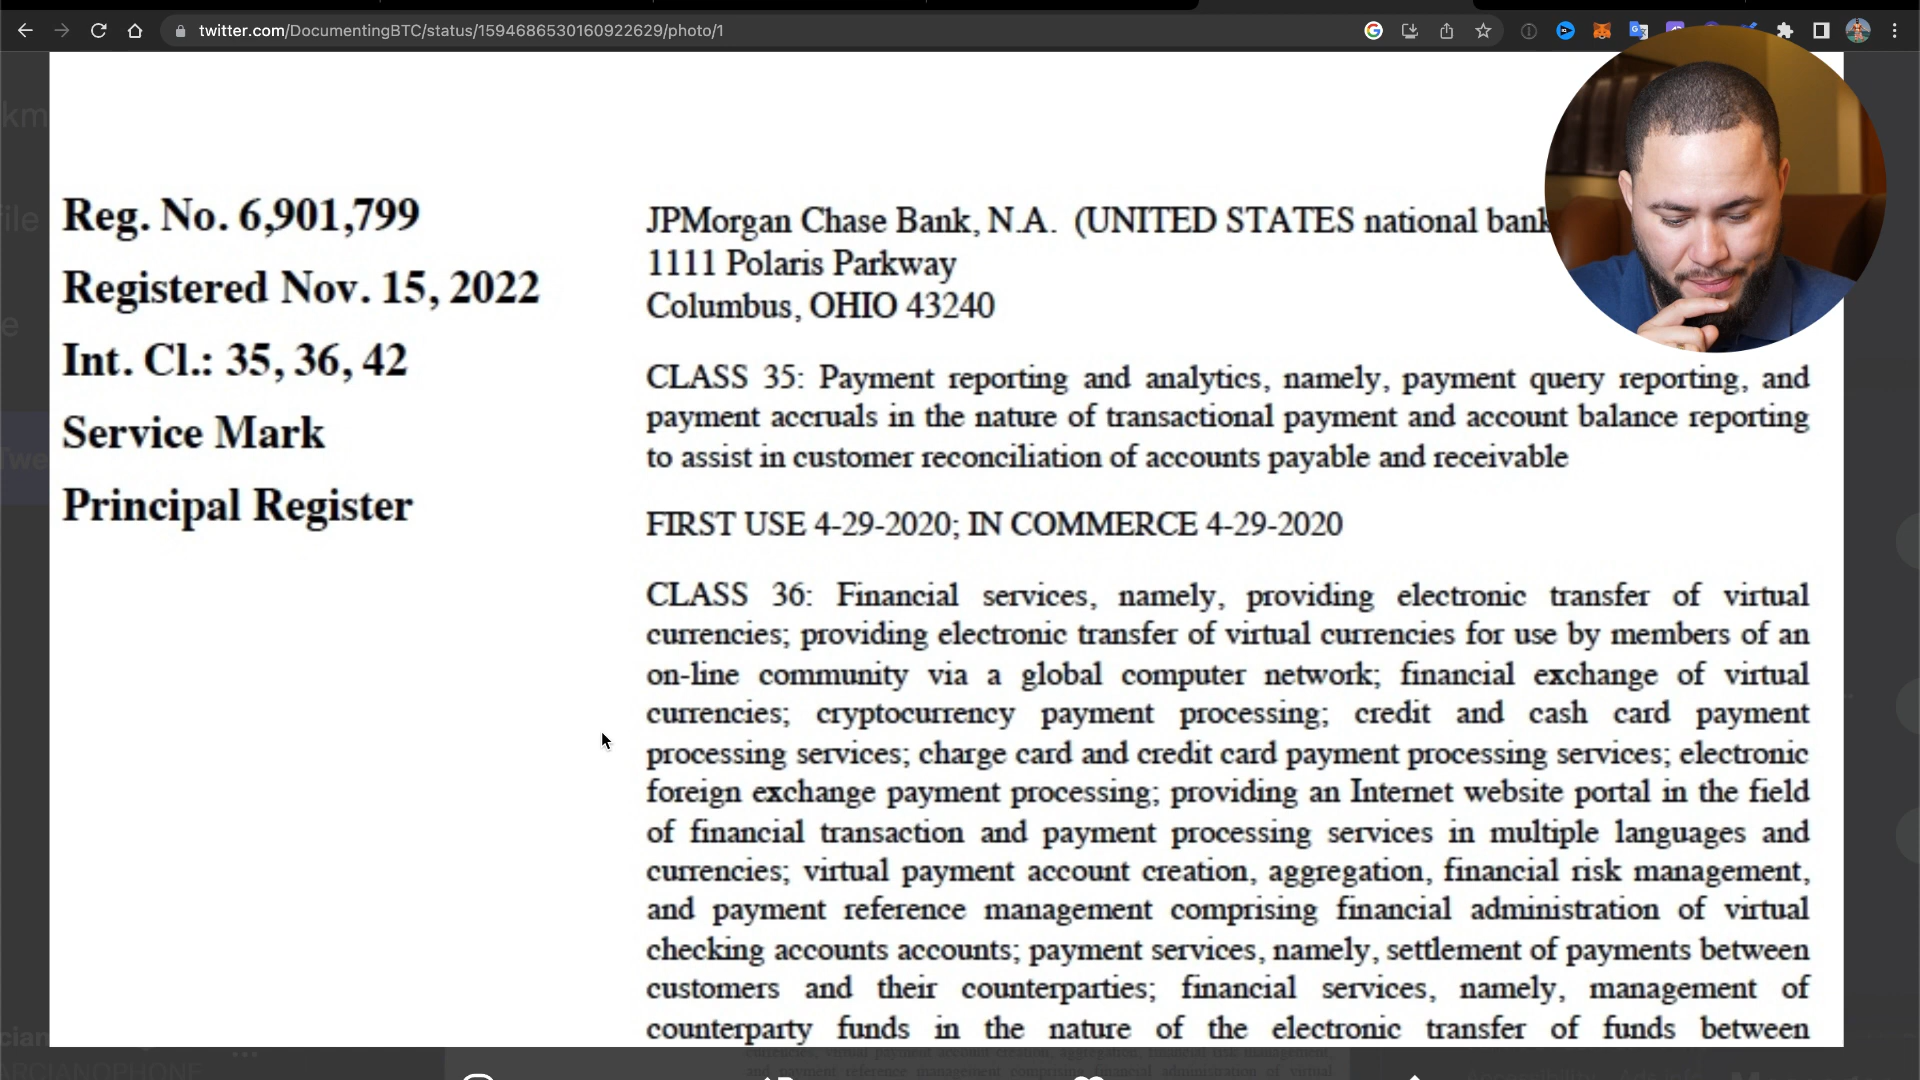 twitter.com/DocumentingBTC/status/1594686530160922629/photo/1
Reg. No. 6,901,799
Registered Nov. 15, 2022
Int. Cl.: 35, 36, 42
Service Mark
Principal Register
JPMorgan Chase Bank, N.A. (UNITED STATES national bank
1111 Polaris Parkway
Columbus, OHIO 43240
CLASS 35: Payment reporting and analytics, namely, payment query reporting, and
payment accruals in the nature of transactional payment and account balance reporting
to assist in customer reconciliation of accounts payable and receivable
FIRST USE 4-29-2020; IN COMMERCE 4-29-2020
CLASS 36: Financial services, namely, providing electronic transfer of virtual
currencies; providing electronic transfer of virtual currencies for use by members of an
on-line community via a global computer network; financial exchange of virtual
currencies; cryptocurrency payment processing; credit and cash card payment
processing services; charge card and credit card payment processing services; electronic
foreign exchange payment processing; providing an Internet website portal in the field
of financial transaction and payment processing services in multiple languages and
currencies; virtual payment account creation, aggregation, financial risk management,
and payment reference management comprising financial administration of virtual
checking accounts accounts; payment services, namely, settlement of payments between
customers and their counterparties; financial services, namely, management of
counterparty funds in the nature of the electronic transfer of funds between